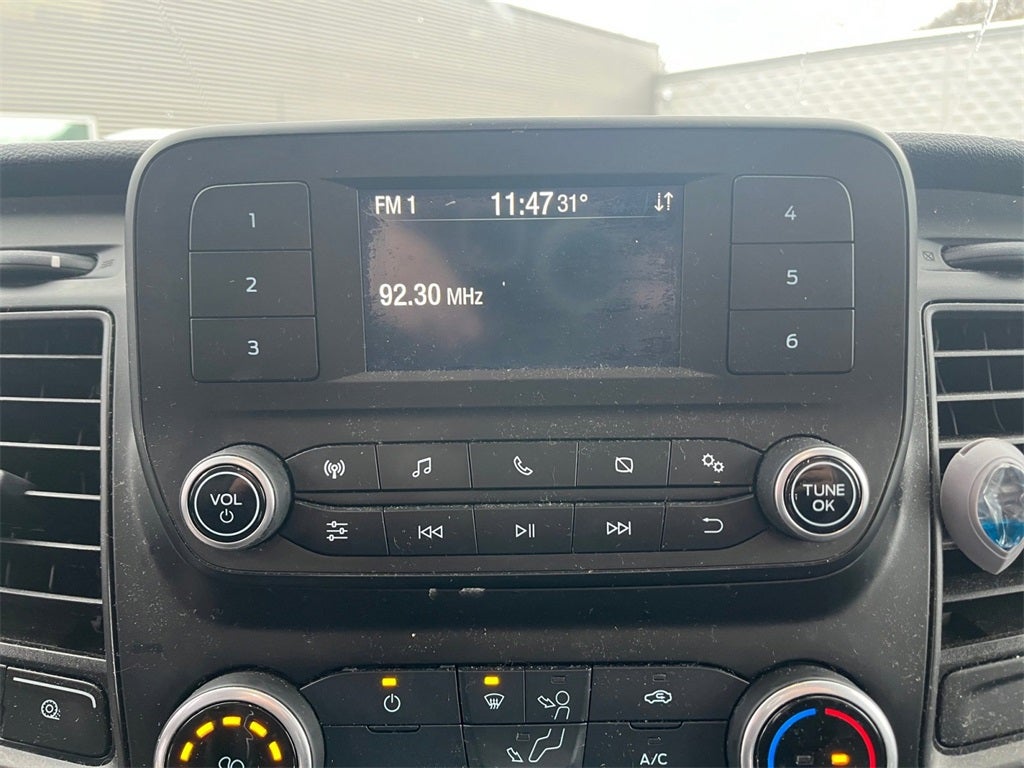 FM 1 11:47 31°
92.30 MHz
1
2
3
4
5
6
VOL
TUNE
OK
A/C